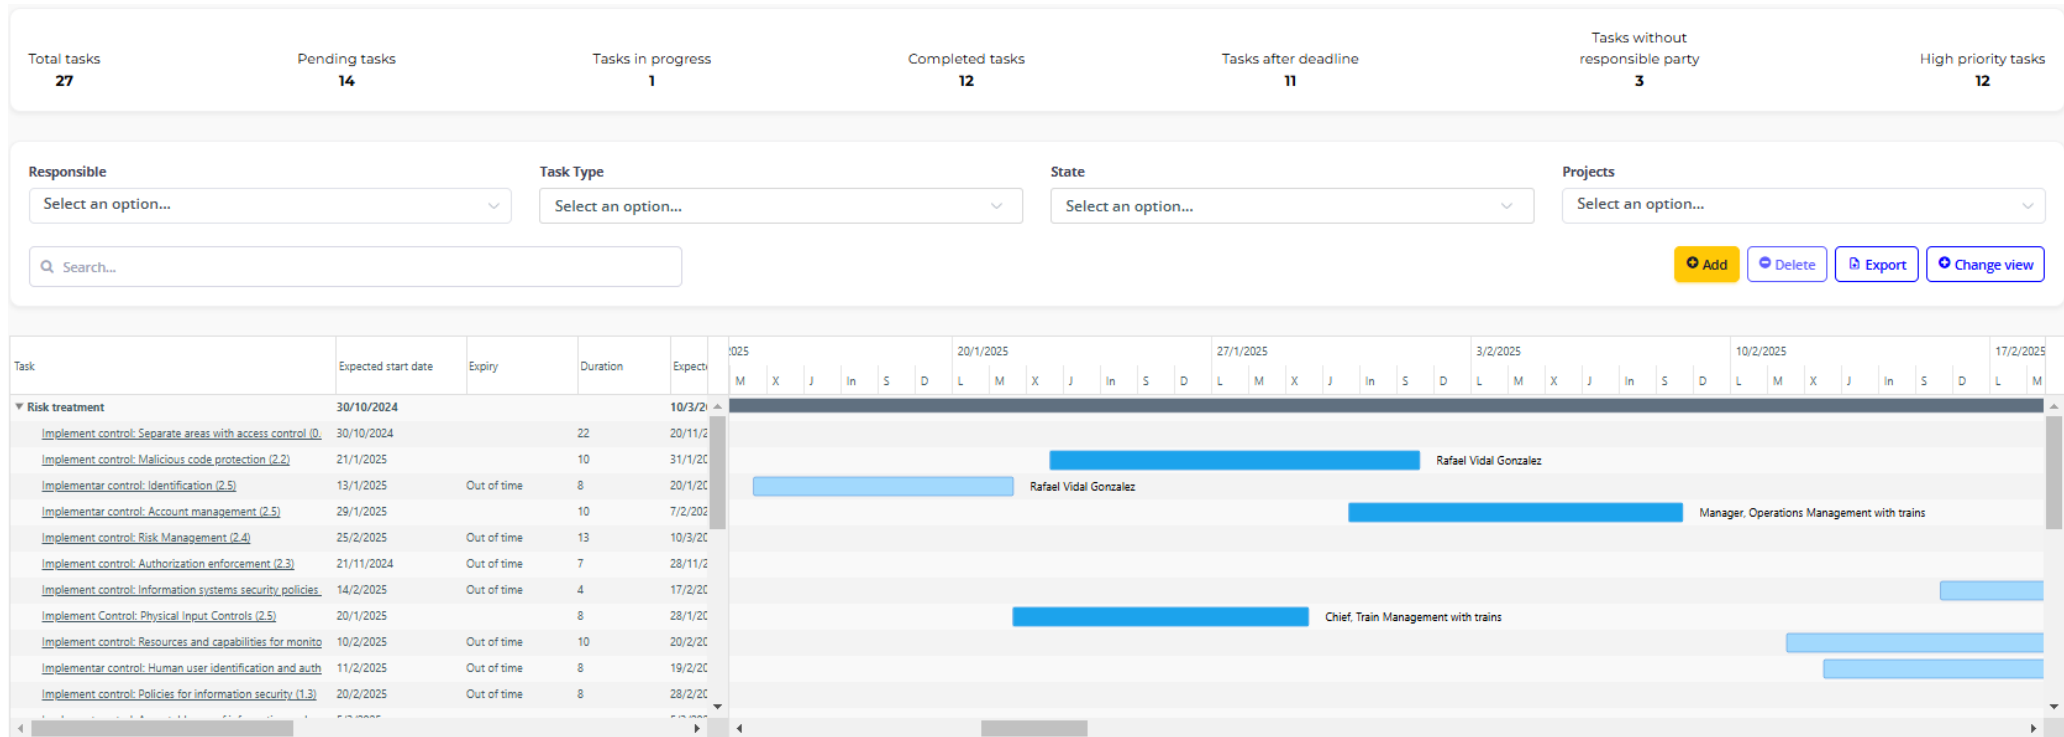 Total tasks
27
Pending tasks
14
Tasks in progress
1
Completed tasks
12
Tasks after deadline
11
Tasks without
responsible party
3
High priority tasks
12
Responsible
Select an option...
Task Type
Select an option...
State
Select an option...
Projects
Select an option...
Search...
Add
Delete
Export
Change view
Task Expected start date Expiry Duration Expect
2025 20/1/2025 27/1/2025 3/2/2025 10/2/2025 17/2/2025
M X J In S D L M X J In S D L M X J In S D L M X J In S D L M X J In S D L M
Risk treatment 30/10/2024 10/3/2
Implement control: Separate areas with access control (0. 30/10/2024 22 20/11/2
Implement control: Malicious code protection (2.2) 21/1/2025 10 31/1/20 Rafael Vidal Gonzalez
Implementar control: Identification (2.5) 13/1/2025 Out of time 8 20/1/20 Rafael Vidal Gonzalez
Implementar control: Account management (2.5) 29/1/2025 10 7/2/202 Manager, Operations Management with trains
Implement control: Risk Management (2.4) 25/2/2025 Out of time 13 10/3/20
Implement control: Authorization enforcement (2.3) 21/11/2024 Out of time 7 28/11/2
Implement control: Information systems security policies 14/2/2025 Out of time 4 17/2/20
Implement Control: Physical Input Controls (2.5) 20/1/2025 8 28/1/20 Chief, Train Management with trains
Implement control: Resources and capabilities for monito 10/2/2025 Out of time 10 20/2/20
Implementar control: Human user identification and auth 11/2/2025 Out of time 8 19/2/20
Implement control: Policies for information security (1.3) 20/2/2025 Out of time 8 28/2/20